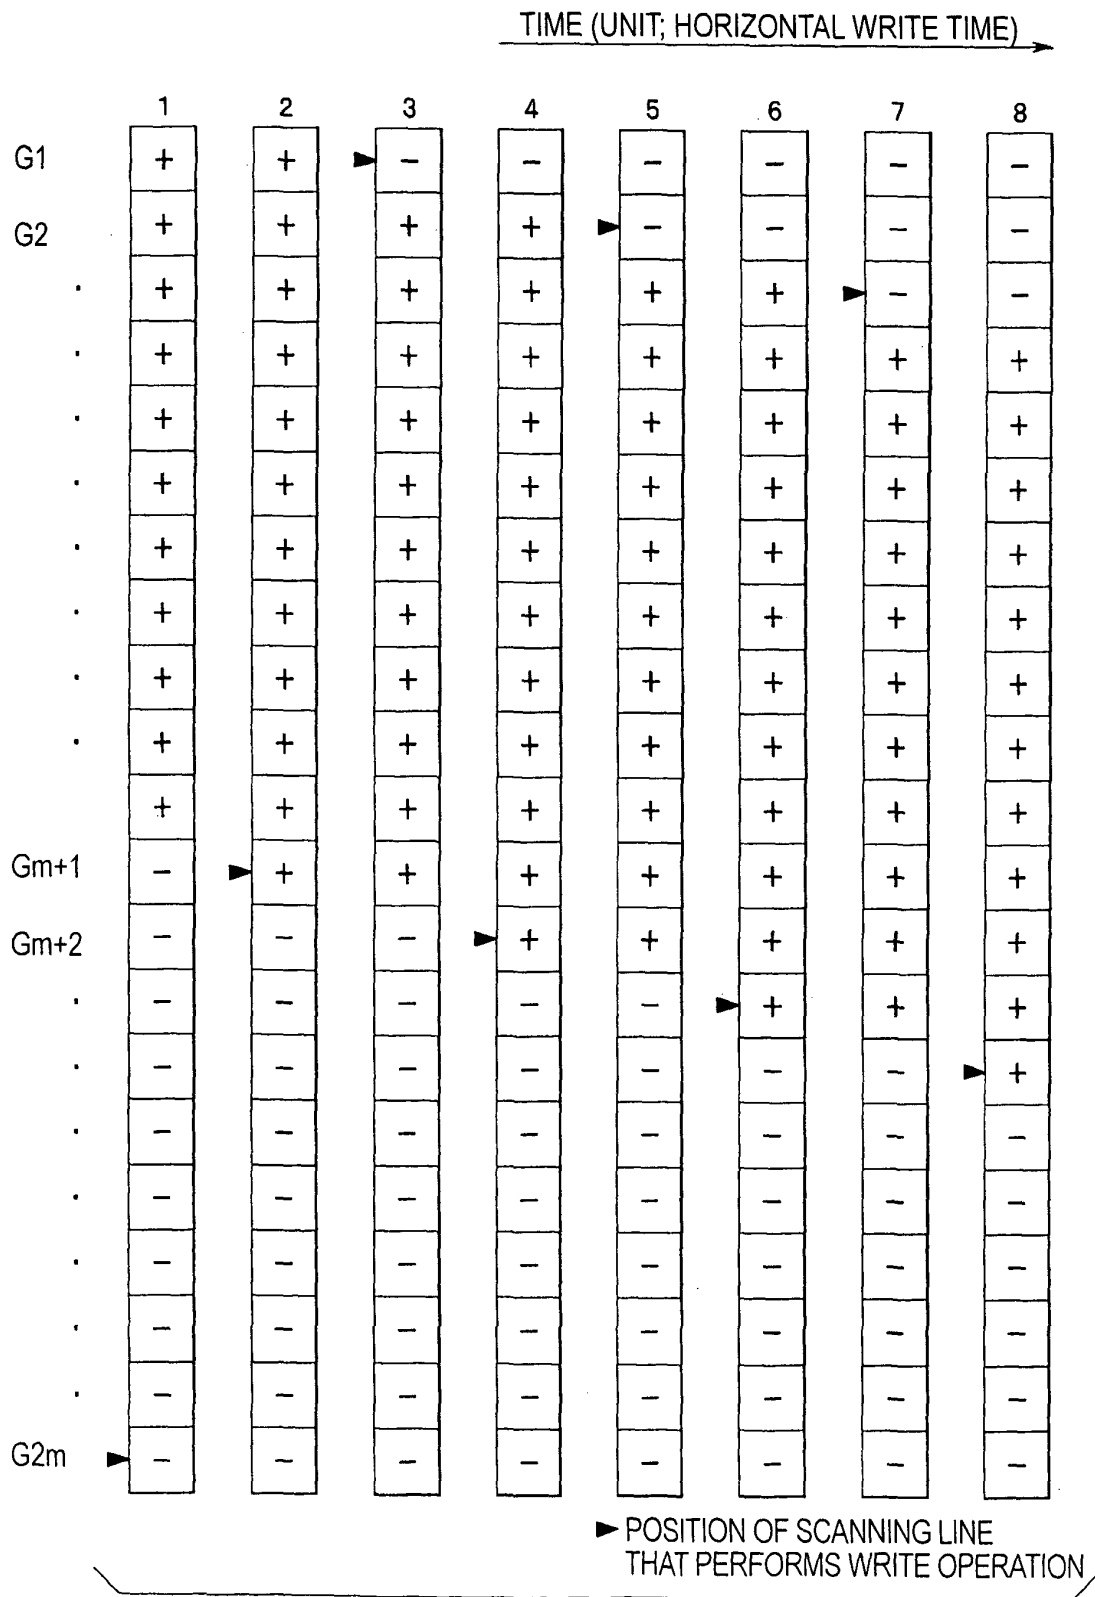 TIME (UNIT; HORIZONTAL WRITE TIME)
1 2 3 4 5 6 7 8
G1 + + ► − − − − − −
G2 + + + + ► − − − −
· + + + + + + ► − −
· + + + + + + + +
· + + + + + + + +
· + + + + + + + +
· + + + + + + + +
· + + + + + + + +
· + + + + + + + +
· + + + + + + + +
+ + + + + + + +
Gm+1 − ► + + + + + + +
Gm+2 − − − ► + + + + +
· − − − − − ► + + +
· − − − − − − − ► +
· − − − − − − − −
· − − − − − − − −
· − − − − − − − −
· − − − − − − − −
· − − − − − − − −
G2m ► − − − − − − − −
► POSITION OF SCANNING LINE
THAT PERFORMS WRITE OPERATION